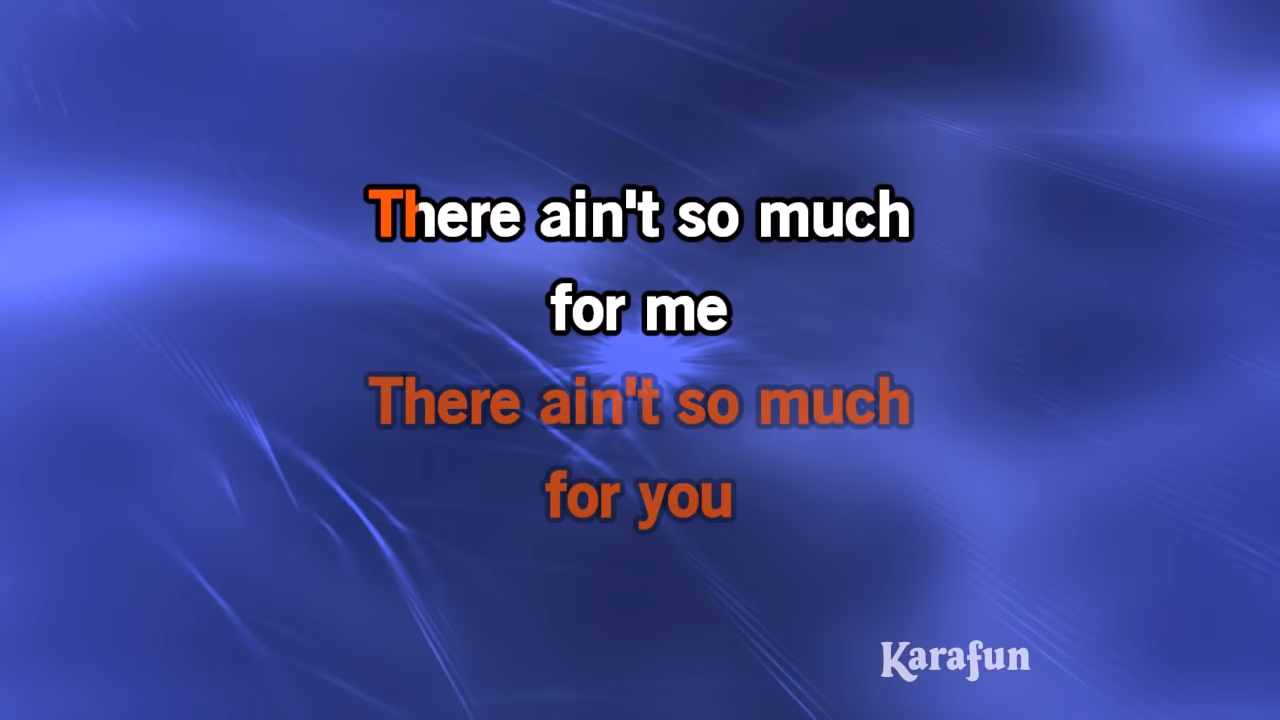 There ain't so much
for me
There ain't so much
for you
Karafun